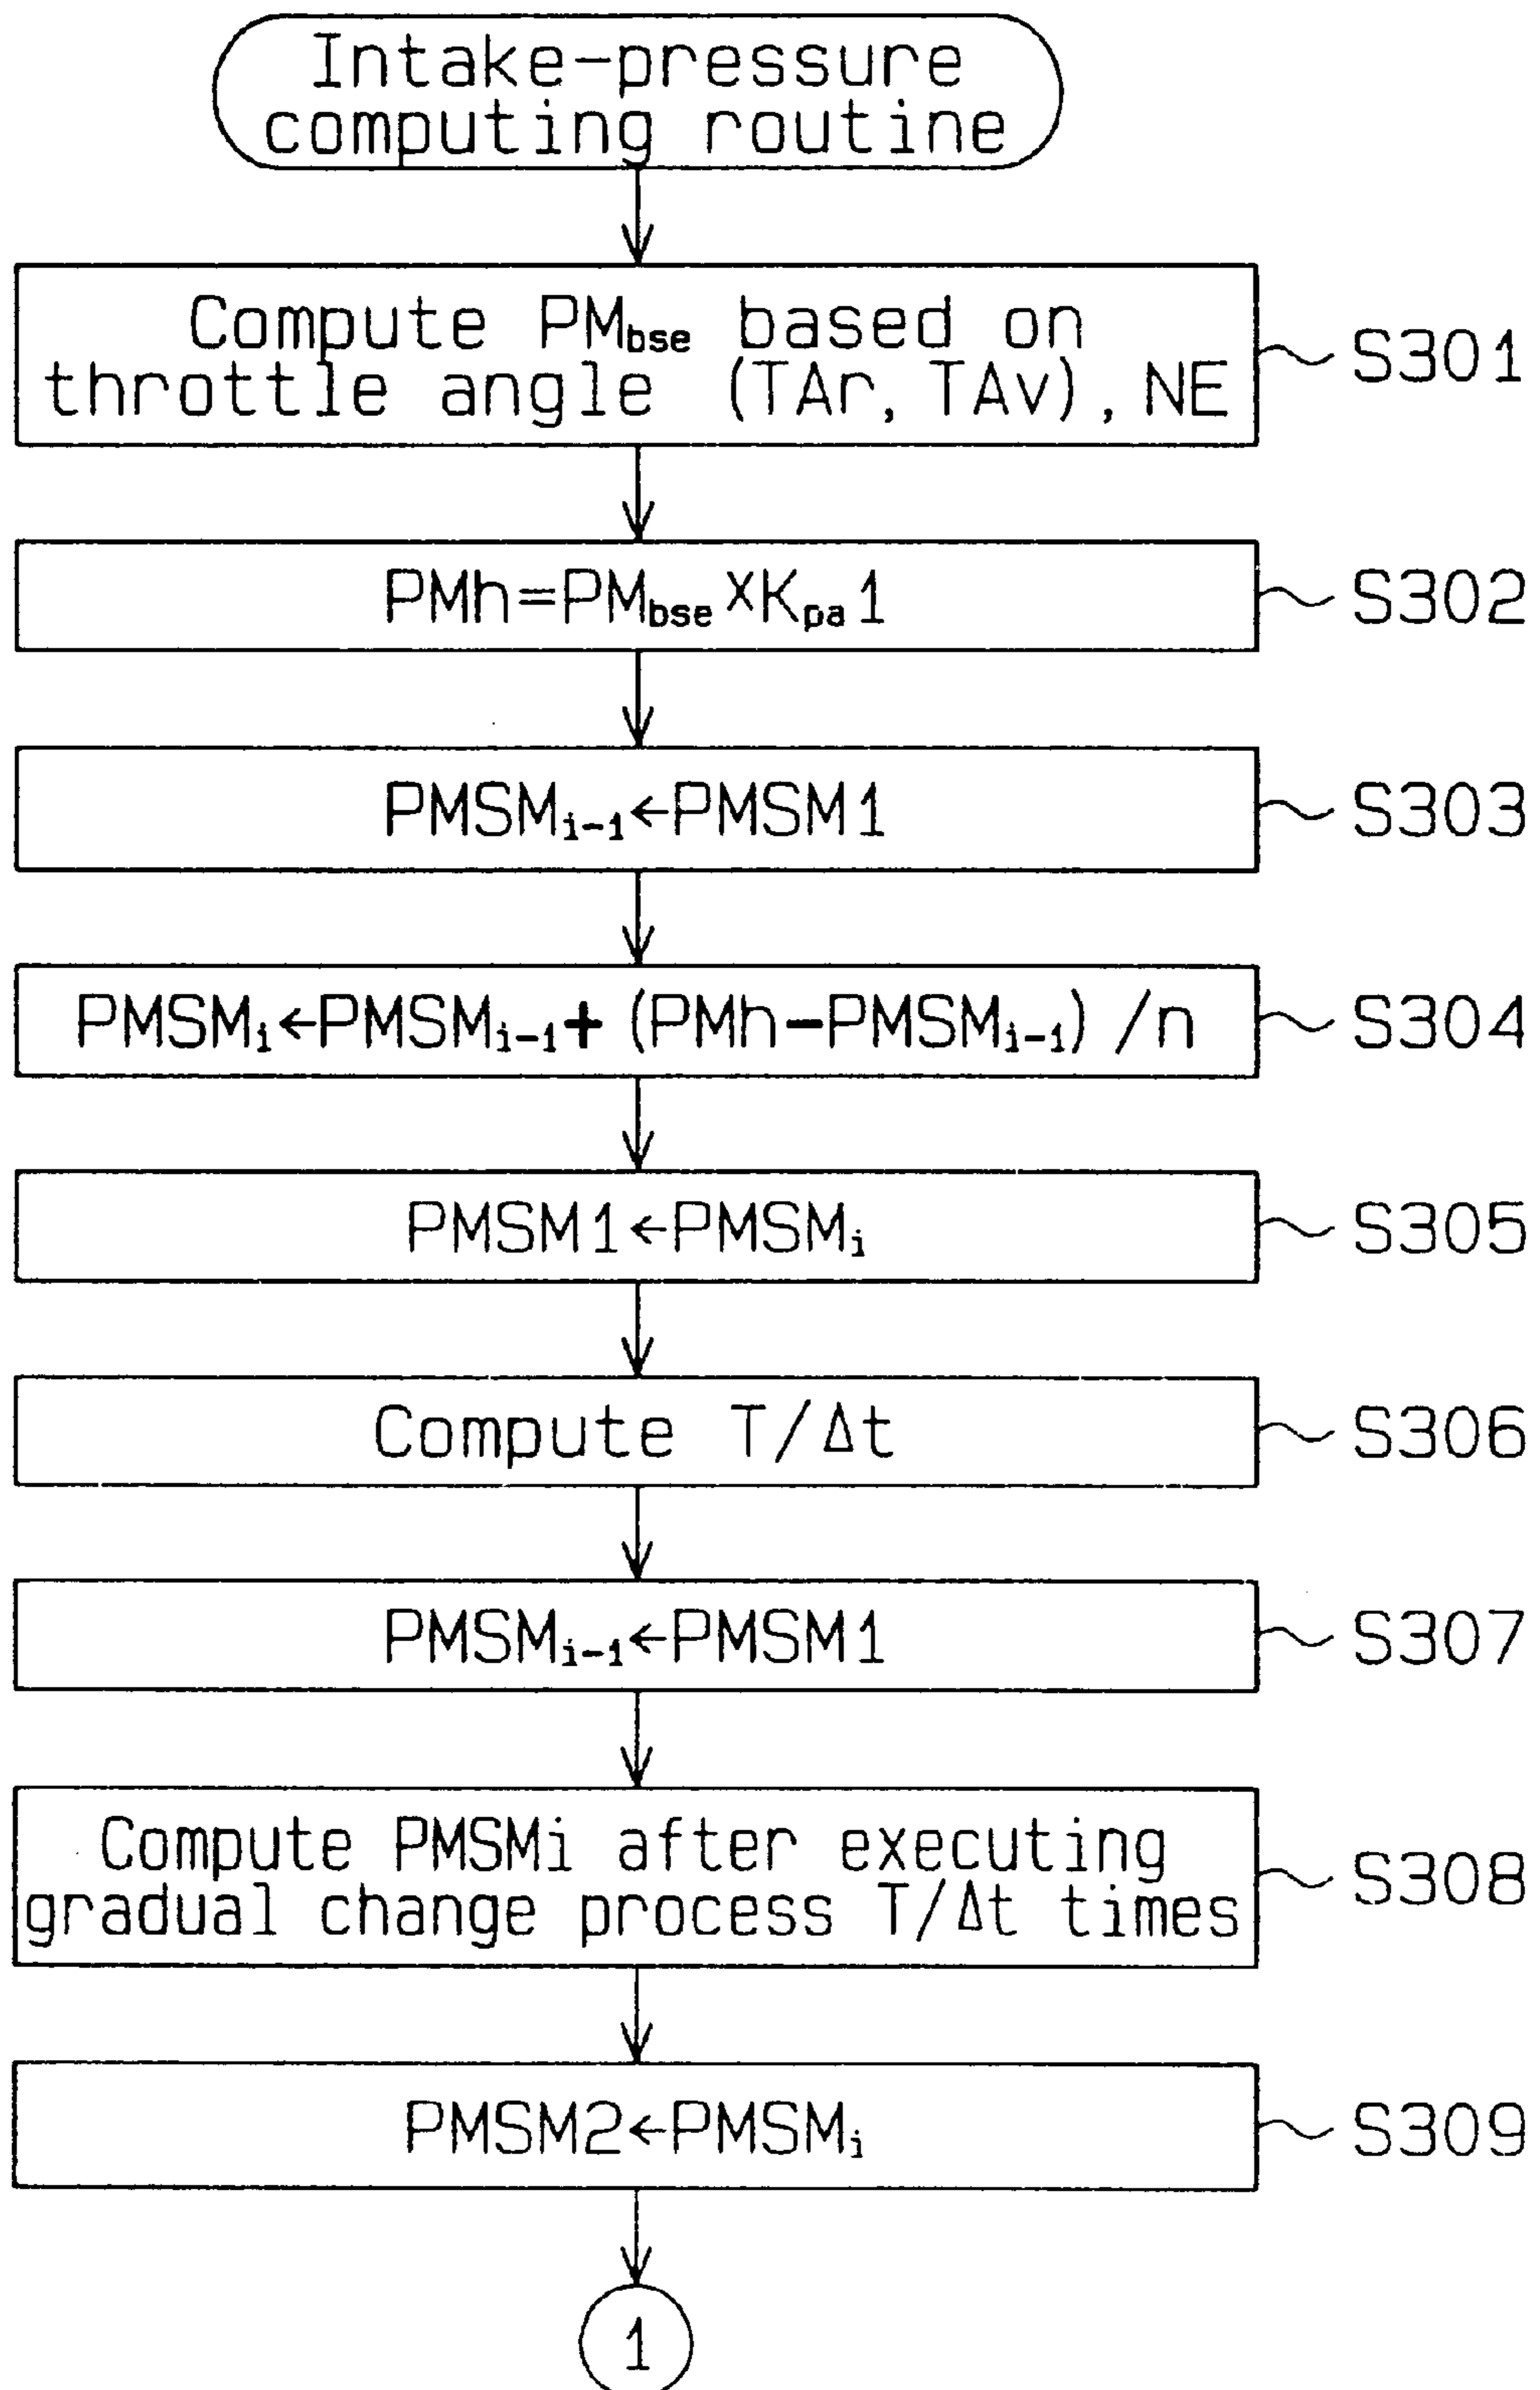 Intake-pressure
computing routine
Compute PMbse based on
throttle angle (TAr, TAv), NE
S301
PMh=PMbse×Kpa1
S302
PMSMi-1←PMSM1
S303
PMSMi←PMSMi-1+(PMh-PMSMi-1)/n
S304
PMSM1←PMSMi
S305
Compute T/Δt
S306
PMSMi-1←PMSM1
S307
Compute PMSMi after executing
gradual change process T/Δt times
S308
PMSM2←PMSMi
S309
1